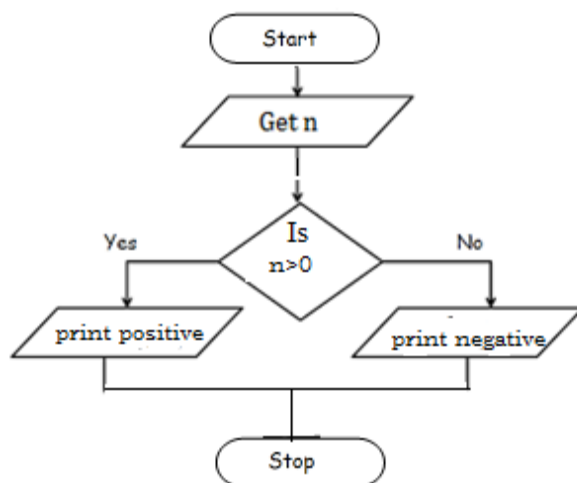 Start
Get n
Is
n>0
Yes
No
print positive
print negative
Stop